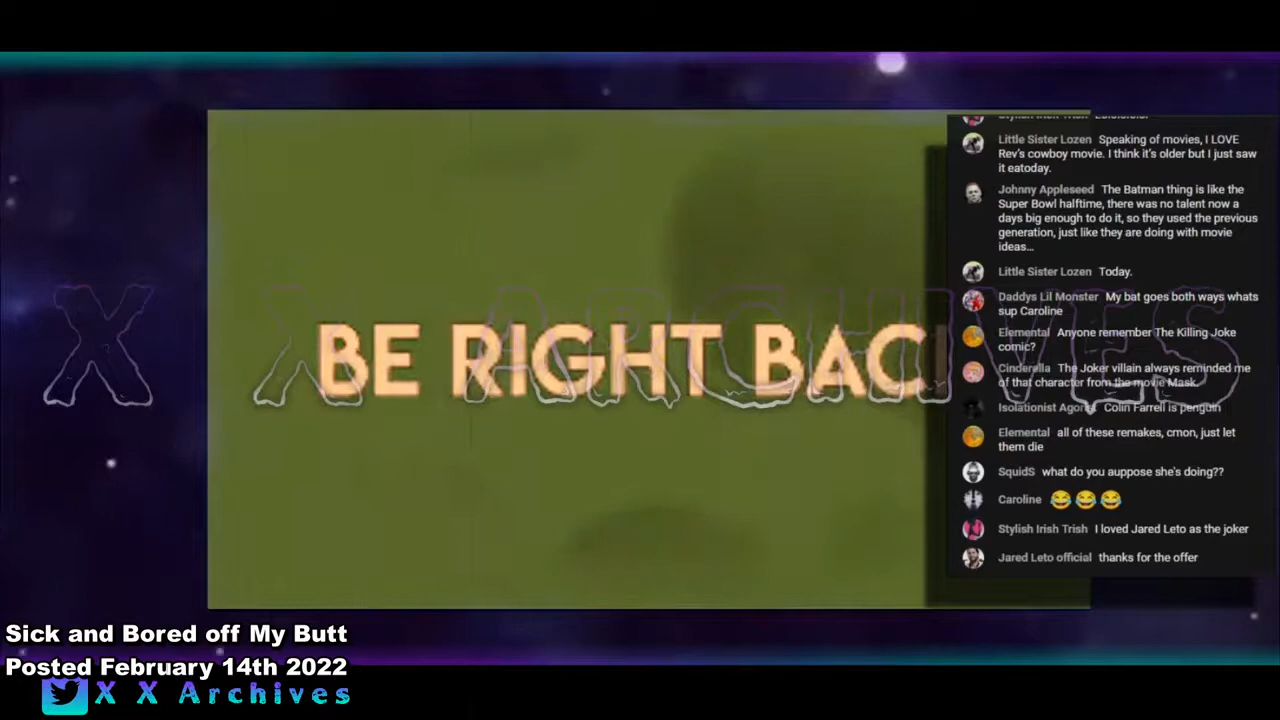 Little Sister Lozen Speaking of movies, I LOVE
Rev's cowboy movie. I think it's older but I just saw
it eatoday.
Johnny Appleseed The Batman thing is like the
Super Bowl halftime, there was no talent now a
days big enough to do it, so they used the previous
generation, just like they are doing with movie
ideas...
Little Sister Lozen Today.
Daddys Lil Monster My bat goes both ways whats
sup Caroline
Elemental Anyone remember The Killing Joke
comic?
Cinderella The Joker villain always reminded me
of that character from the movie Mask.
Isolationist Colin Farrell is penguin
Elemental all of these remakes, cmon, just let
them die
SquidS what do you auppose she's doing??
Caroline 😂😂😂
Stylish Irish Trish I loved Jared Leto as the joker
Jared Leto official thanks for the offer
BE RIGHT BAC
X X ARCHIVES
Sick and Bored off My Butt
Posted February 14th 2022
X X Archives